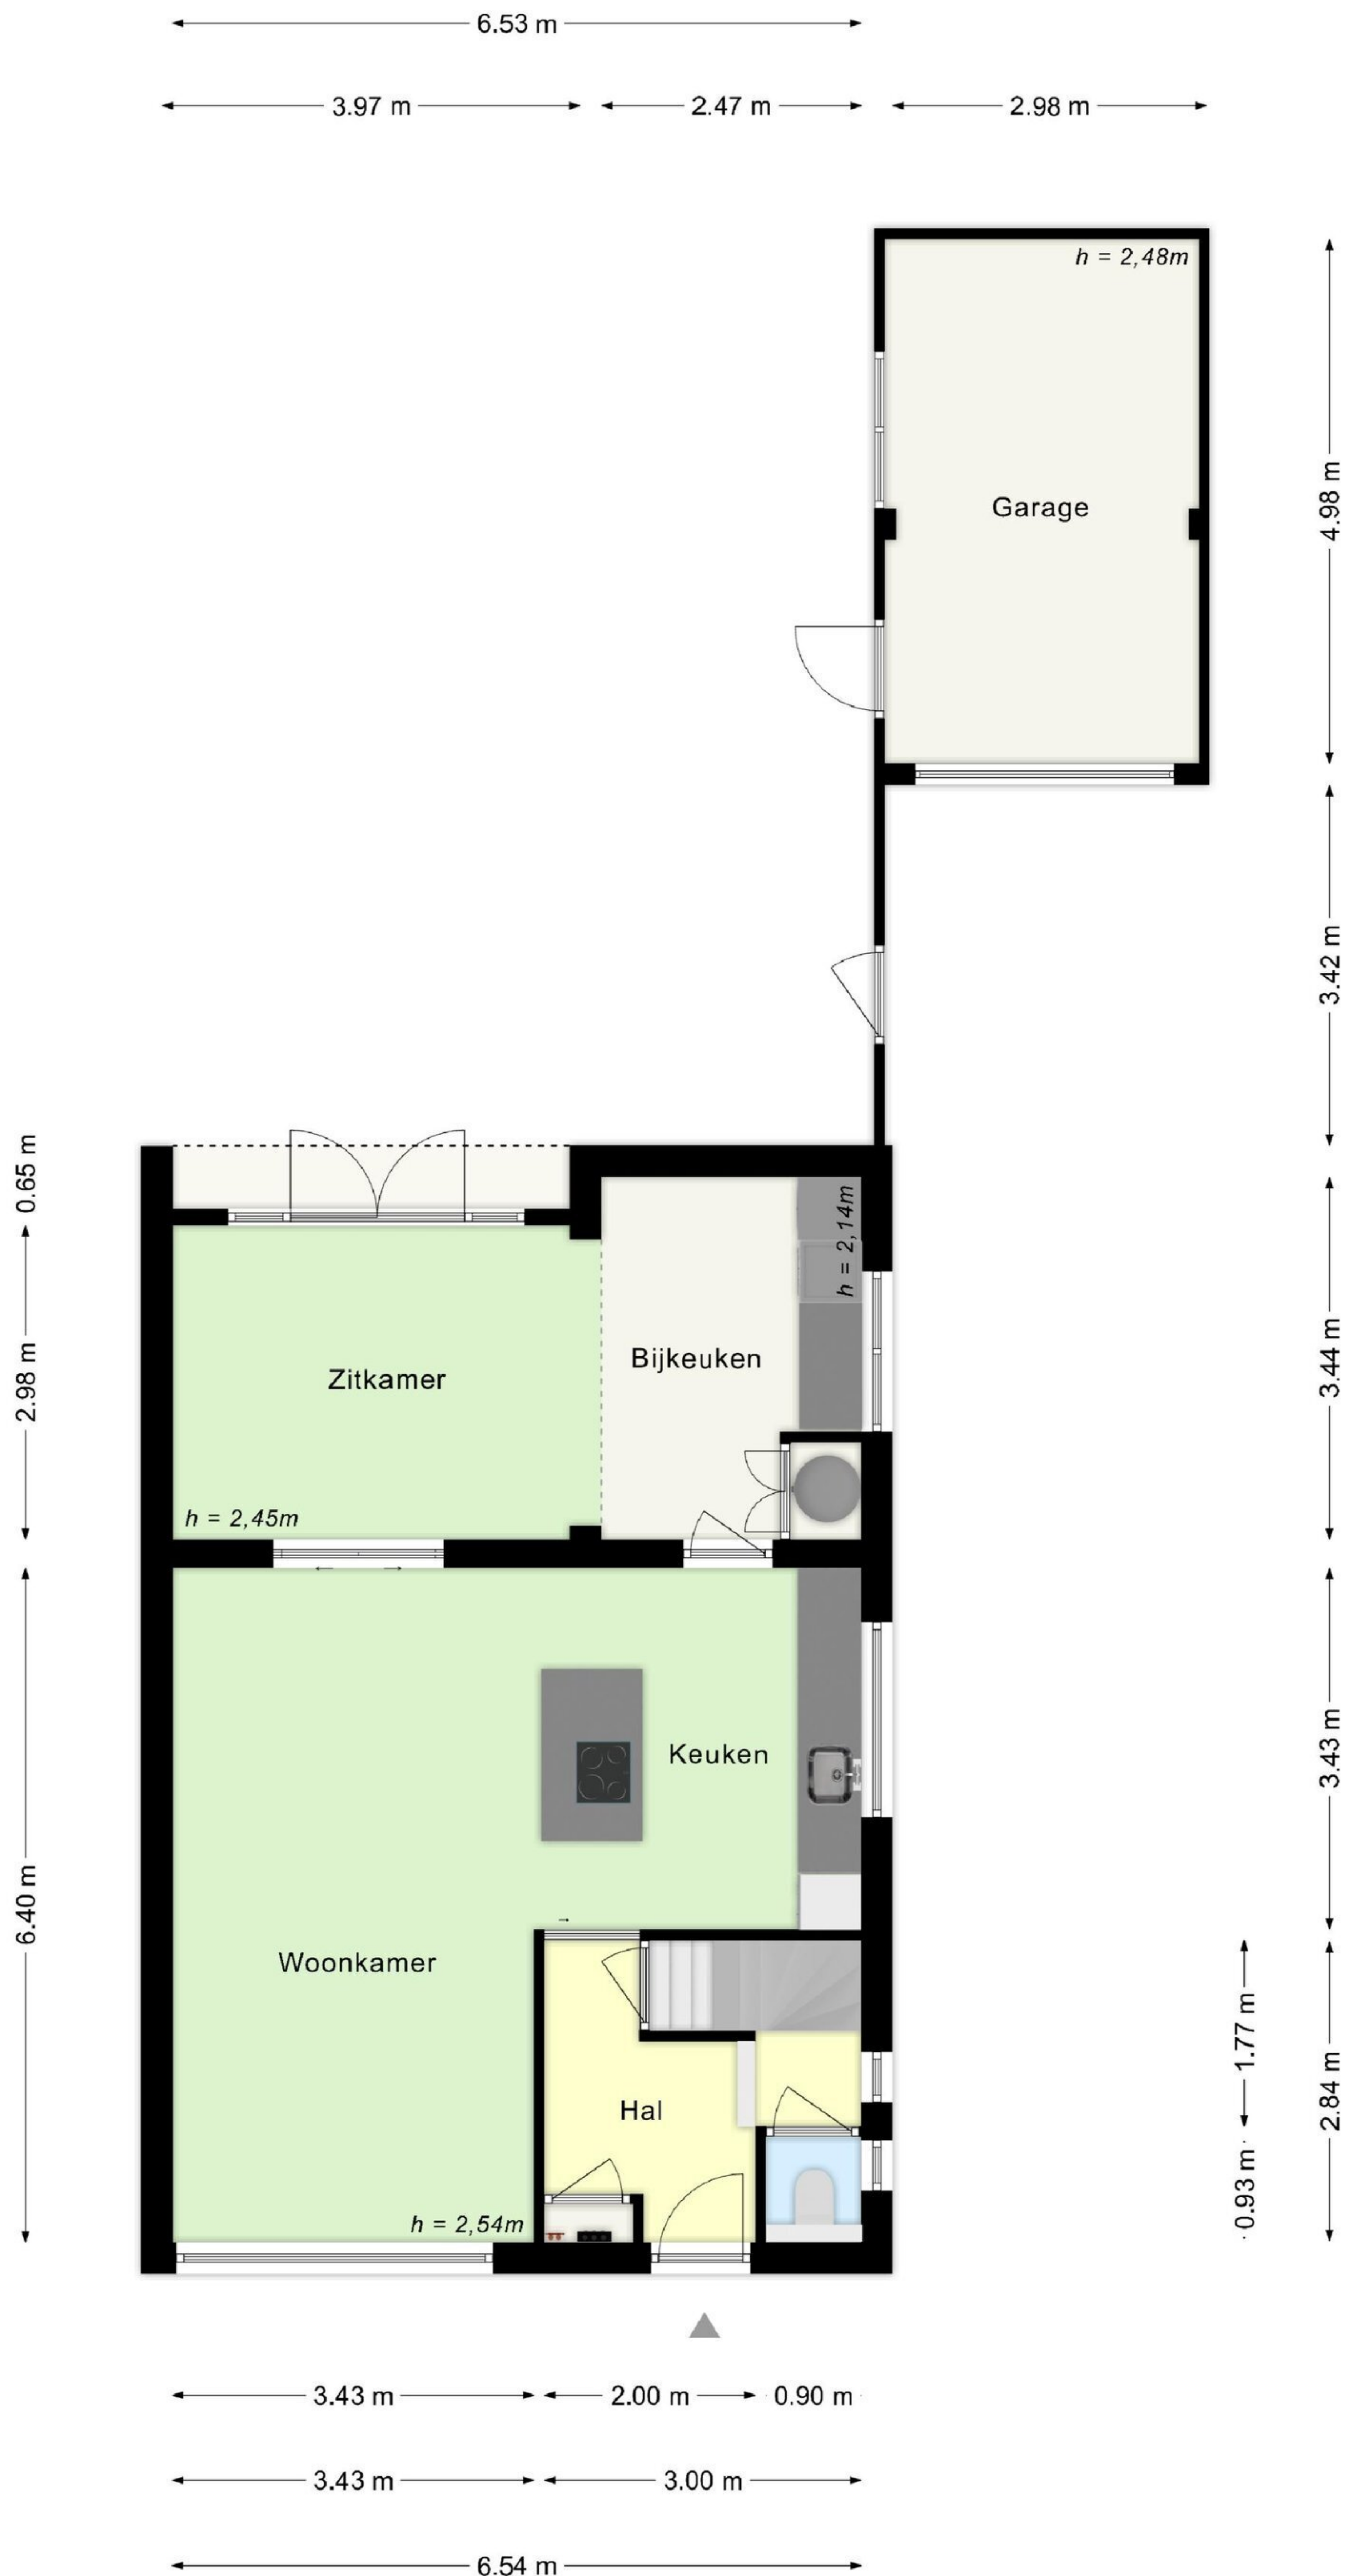 6.53 m
3.97 m
2.47 m
2.98 m
h = 2,48m
Garage
4.98 m
3.42 m
0.65 m
h = 2,14m
Bijkeuken
3.44 m
Zitkamer
2.98 m
h = 2,45m
Keuken
3.43 m
6.40 m
Woonkamer
1.77 m
2.84 m
Hal
0.93 m
h = 2,54m
3.43 m
2.00 m
0.90 m
3.43 m
3.00 m
6.54 m